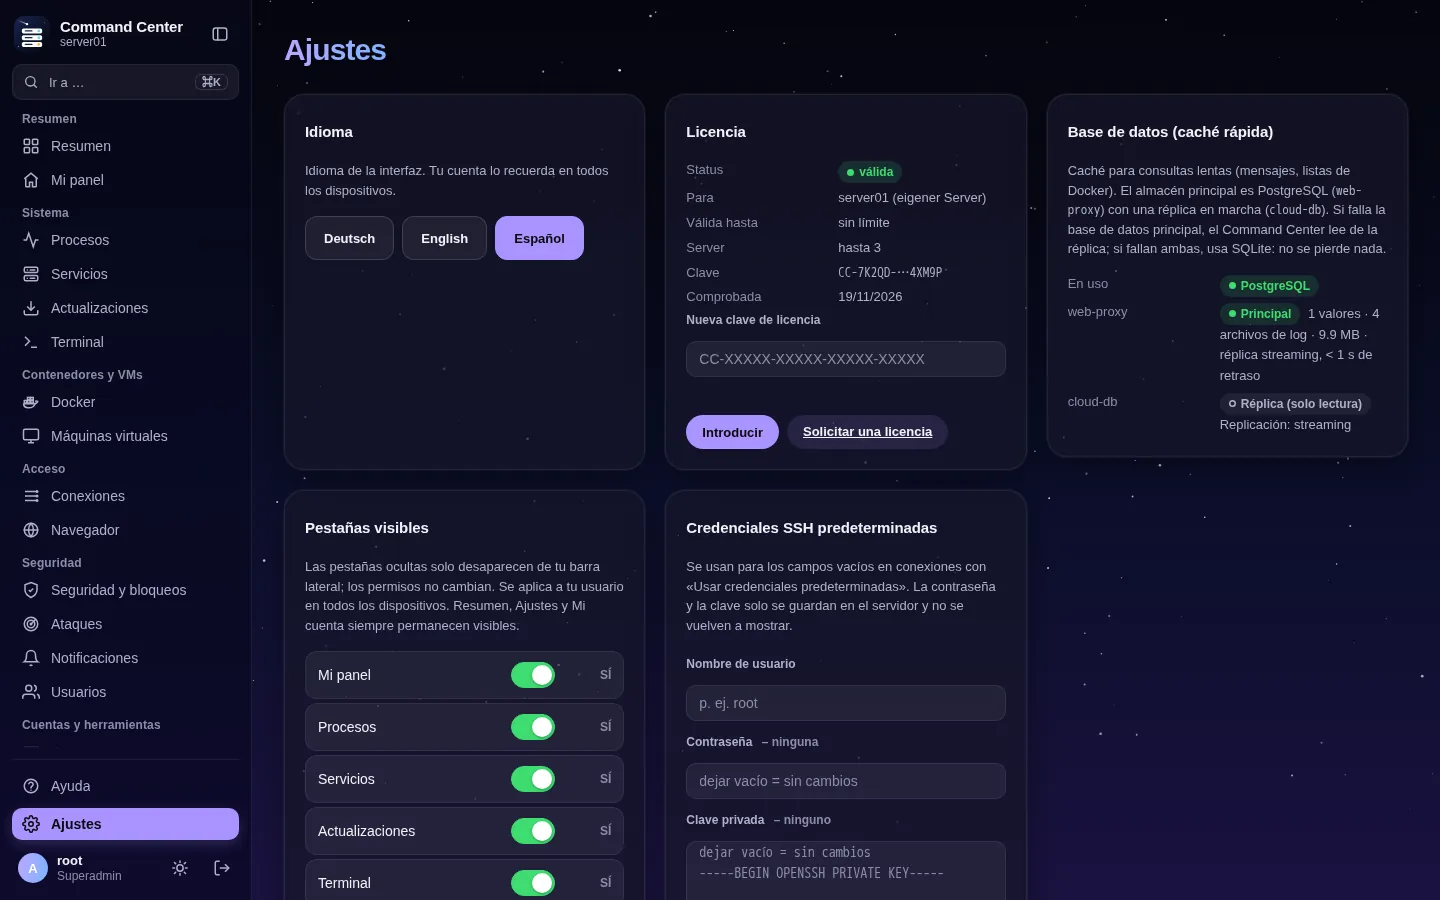 Command Center
server01
Ir a …
⌘K
Resumen
Resumen
Mi panel
Sistema
Procesos
Servicios
Actualizaciones
Terminal
Contenedores y VMs
Docker
Máquinas virtuales
Acceso
Conexiones
Navegador
Seguridad
Seguridad y bloqueos
Ataques
Notificaciones
Usuarios
Cuentas y herramientas
Ayuda
Ajustes
A
root
Superadmin
Ajustes
Idioma
Idioma de la interfaz. Tu cuenta lo recuerda en todos
los dispositivos.
Deutsch English Español
Licencia
Status válida
Para server01 (eigener Server)
Válida hasta sin límite
Server hasta 3
Clave CC-7K2QD-···4XM9P
Comprobada 19/11/2026
Nueva clave de licencia
CC-XXXXX-XXXXX-XXXXX-XXXXX
Introducir Solicitar una licencia
Base de datos (caché rápida)
Caché para consultas lentas (mensajes, listas de
Docker). El almacén principal es PostgreSQL (web-
proxy) con una réplica en marcha (cloud-db). Si falla la
base de datos principal, el Command Center lee de la
réplica; si fallan ambas, usa SQLite: no se pierde nada.
En uso PostgreSQL
web-proxy Principal 1 valores · 4
archivos de log · 9.9 MB ·
réplica streaming, < 1 s de
retraso
cloud-db Réplica (solo lectura)
Replicación: streaming
Pestañas visibles
Las pestañas ocultas solo desaparecen de tu barra
lateral; los permisos no cambian. Se aplica a tu usuario
en todos los dispositivos. Resumen, Ajustes y Mi
cuenta siempre permanecen visibles.
Mi panel SÍ
Procesos SÍ
Servicios SÍ
Actualizaciones SÍ
Terminal SÍ
Credenciales SSH predeterminadas
Se usan para los campos vacíos en conexiones con
«Usar credenciales predeterminadas». La contraseña
y la clave solo se guardan en el servidor y no se
vuelven a mostrar.
Nombre de usuario
p. ej. root
Contraseña – ninguna
dejar vacío = sin cambios
Clave privada – ninguno
dejar vacío = sin cambios
-----BEGIN OPENSSH PRIVATE KEY-----